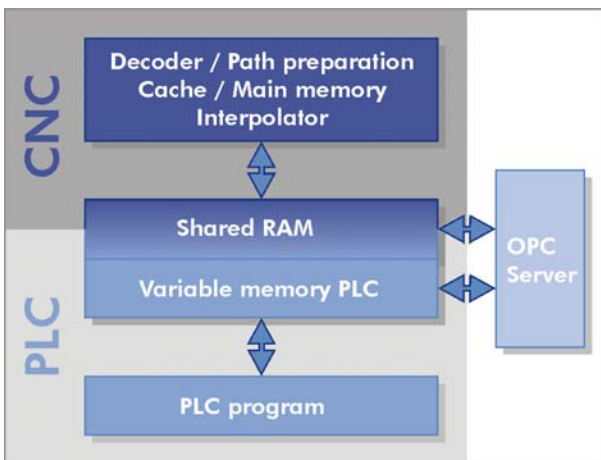 CNC
Decoder / Path preparation
Cache / Main memory
Interpolator
Shared RAM
OPC
Server
PLC
Variable memory PLC
PLC program